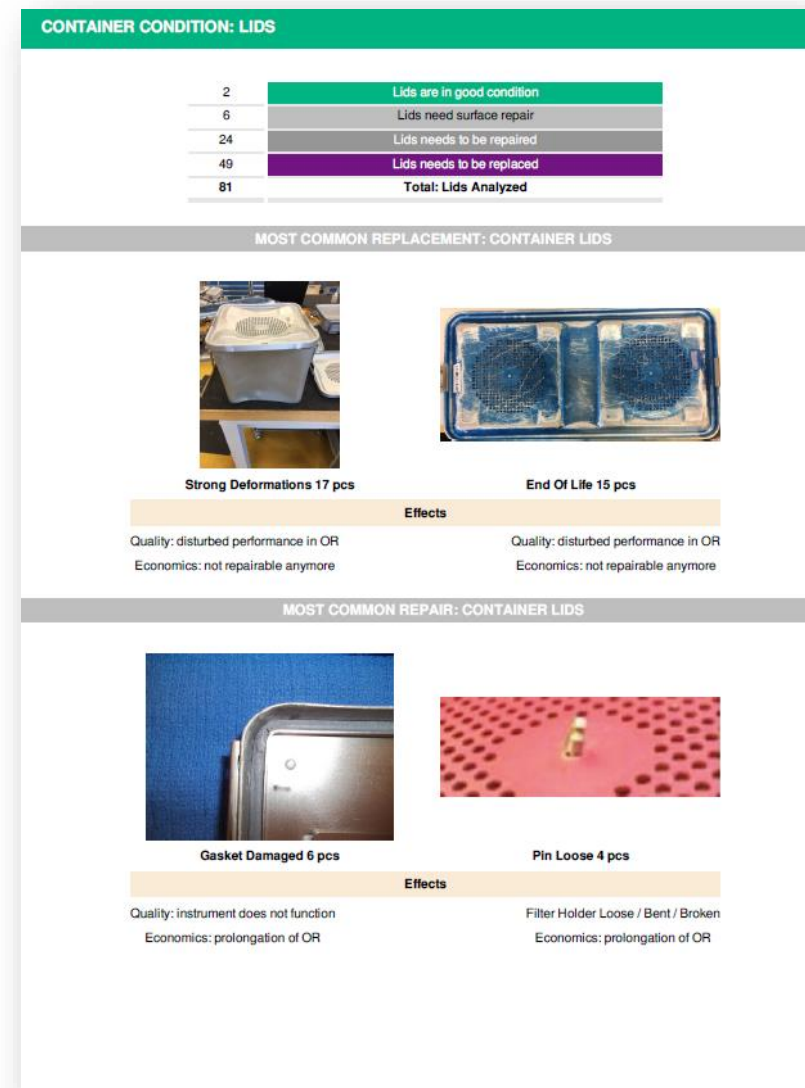 CONTAINER CONDITION: LIDS
2 Lids are in good condition
6 Lids need surface repair
24 Lids needs to be repaired
49 Lids needs to be replaced
81 Total: Lids Analyzed
MOST COMMON REPLACEMENT: CONTAINER LIDS
Strong Deformations 17 pcs
End Of Life 15 pcs
Effects
Quality: disturbed performance in OR
Quality: disturbed performance in OR
Economics: not repairable anymore
Economics: not repairable anymore
MOST COMMON REPAIR: CONTAINER LIDS
Gasket Damaged 6 pcs
Pin Loose 4 pcs
Effects
Quality: instrument does not function
Filter Holder Loose / Bent / Broken
Economics: prolongation of OR
Economics: prolongation of OR